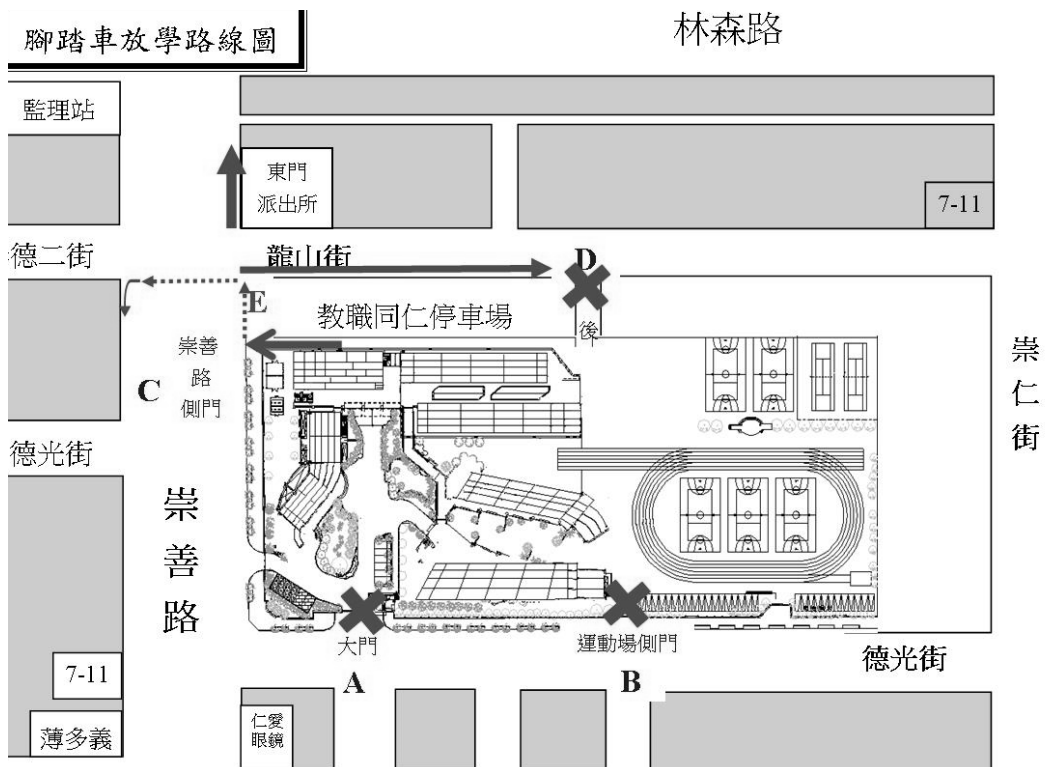 腳踏車放學路線圖
林森路
監理站
東門
派出所
7-11
德二街
龍山街
D
E
教職同仁停車場
後
崇善
路
側門
C
崇
仁
街
德光街
崇
善
路
大門
運動場側門
德光街
A
B
7-11
薄多義
仁愛
眼鏡